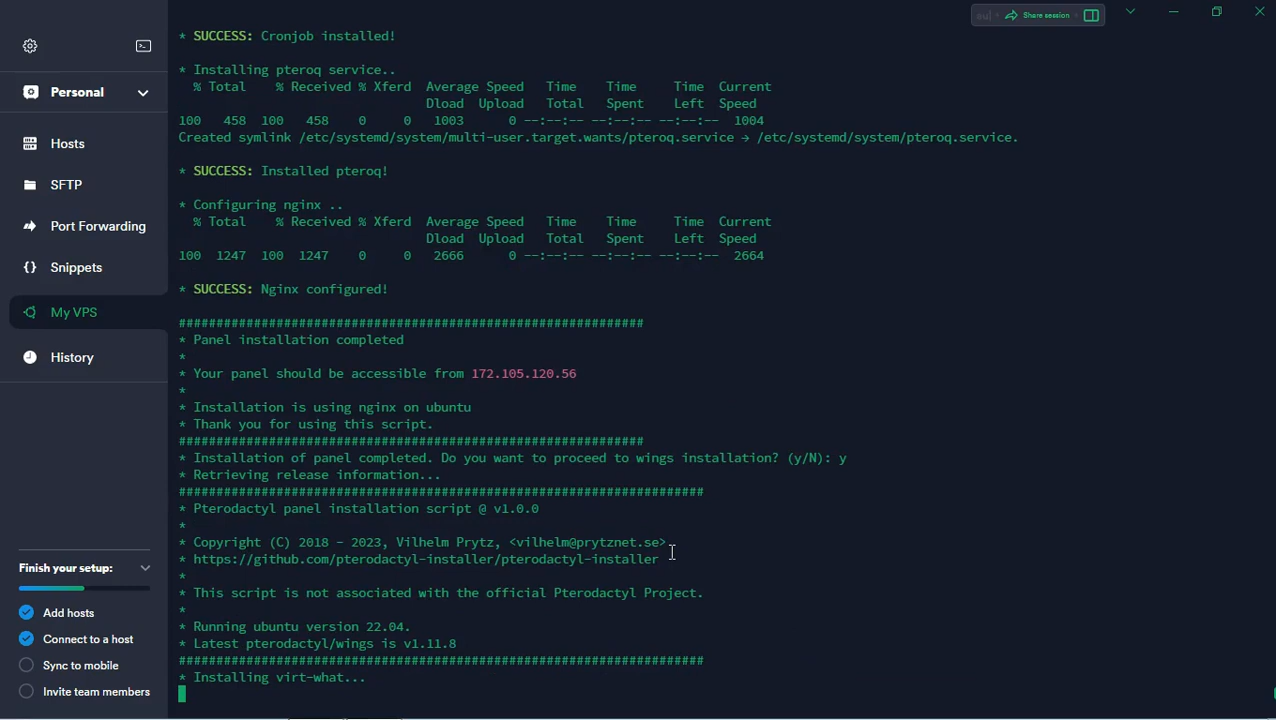 Share session
Personal
Hosts
SFTP
Port Forwarding
{} Snippets
My VPS
History
Finish your setup:
Add hosts
Connect to a host
Sync to mobile
Invite team members
* SUCCESS: Cronjob installed!
* Installing pteroq service..
% Total % Received % Xferd Average Speed Time Time Time Current
Dload Upload Total Spent Left Speed
100 458 100 458 0 0 1003 0 --:--:-- --:--:-- --:--:-- 1004
Created symlink /etc/systemd/system/multi-user.target.wants/pteroq.service → /etc/systemd/system/pteroq.service.
* SUCCESS: Installed pteroq!
* Configuring nginx ..
% Total % Received % Xferd Average Speed Time Time Time Current
Dload Upload Total Spent Left Speed
100 1247 100 1247 0 0 2666 0 --:--:-- --:--:-- --:--:-- 2664
* SUCCESS: Nginx configured!
##############################################################
* Panel installation completed
*
* Your panel should be accessible from 172.105.120.56
*
* Installation is using nginx on ubuntu
* Thank you for using this script.
##############################################################
* Installation of panel completed. Do you want to proceed to wings installation? (y/N): y
* Retrieving release information...
######################################################################
* Pterodactyl panel installation script @ v1.0.0
*
* Copyright (C) 2018 - 2023, Vilhelm Prytz, <vilhelm@prytznet.se>
* https://github.com/pterodactyl-installer/pterodactyl-installer
*
* This script is not associated with the official Pterodactyl Project.
*
* Running ubuntu version 22.04.
* Latest pterodactyl/wings is v1.11.8
######################################################################
* Installing virt-what...